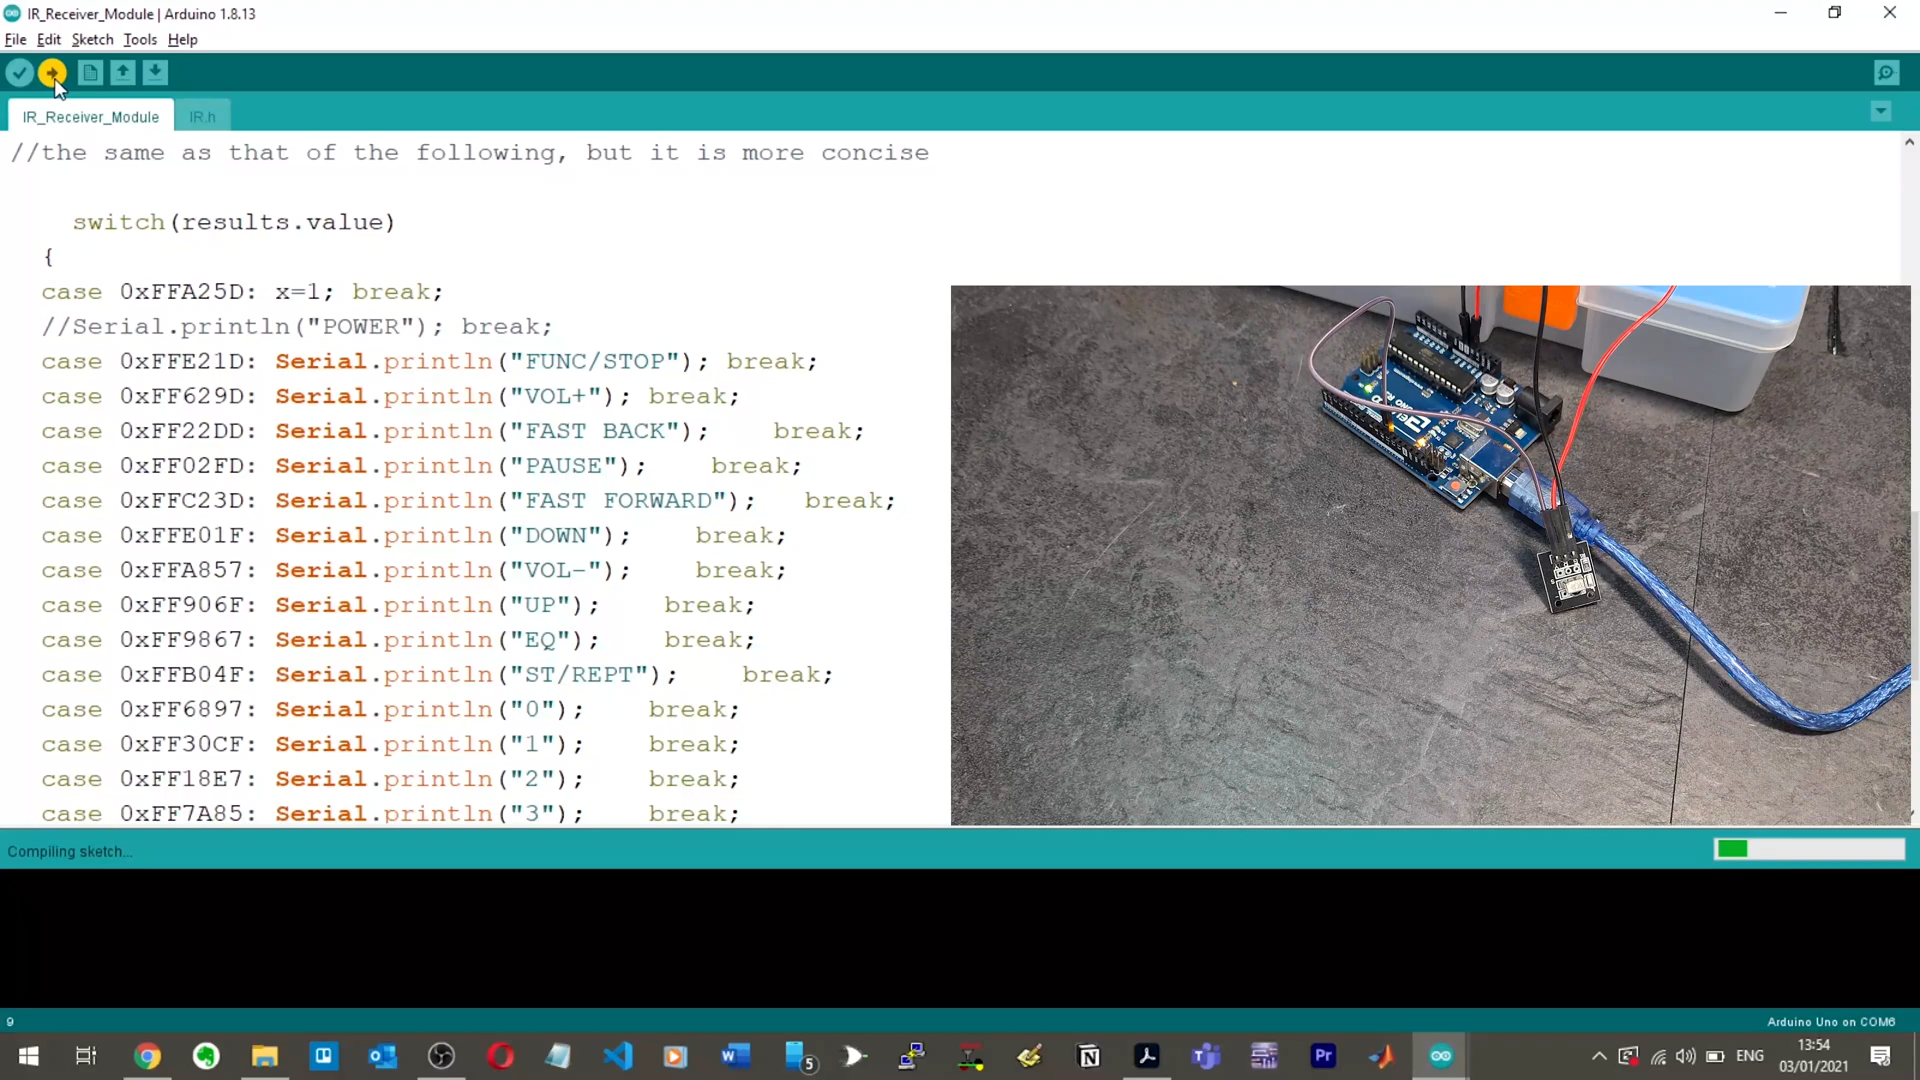 IR_Receiver_Module | Arduino 1.8.13
File Edit Sketch Tools Help
IR_Receiver_Module IR.h
//the same as that of the following, but it is more concise
switch(results.value)
{
case 0xFFA25D: x=1; break;
//Serial.println("POWER"); break;
case 0xFFE21D: Serial.println("FUNC/STOP"); break;
case 0xFF629D: Serial.println("VOL+"); break;
case 0xFF22DD: Serial.println("FAST BACK"); break;
case 0xFF02FD: Serial.println("PAUSE"); break;
case 0xFFC23D: Serial.println("FAST FORWARD"); break;
case 0xFFE01F: Serial.println("DOWN"); break;
case 0xFFA857: Serial.println("VOL-"); break;
case 0xFF906F: Serial.println("UP"); break;
case 0xFF9867: Serial.println("EQ"); break;
case 0xFFB04F: Serial.println("ST/REPT"); break;
case 0xFF6897: Serial.println("0"); break;
case 0xFF30CF: Serial.println("1"); break;
case 0xFF18E7: Serial.println("2"); break;
case 0xFF7A85: Serial.println("3"); break;
Compiling sketch...
9
Arduino Uno on COM6
5
ENG
13:54
03/01/2021